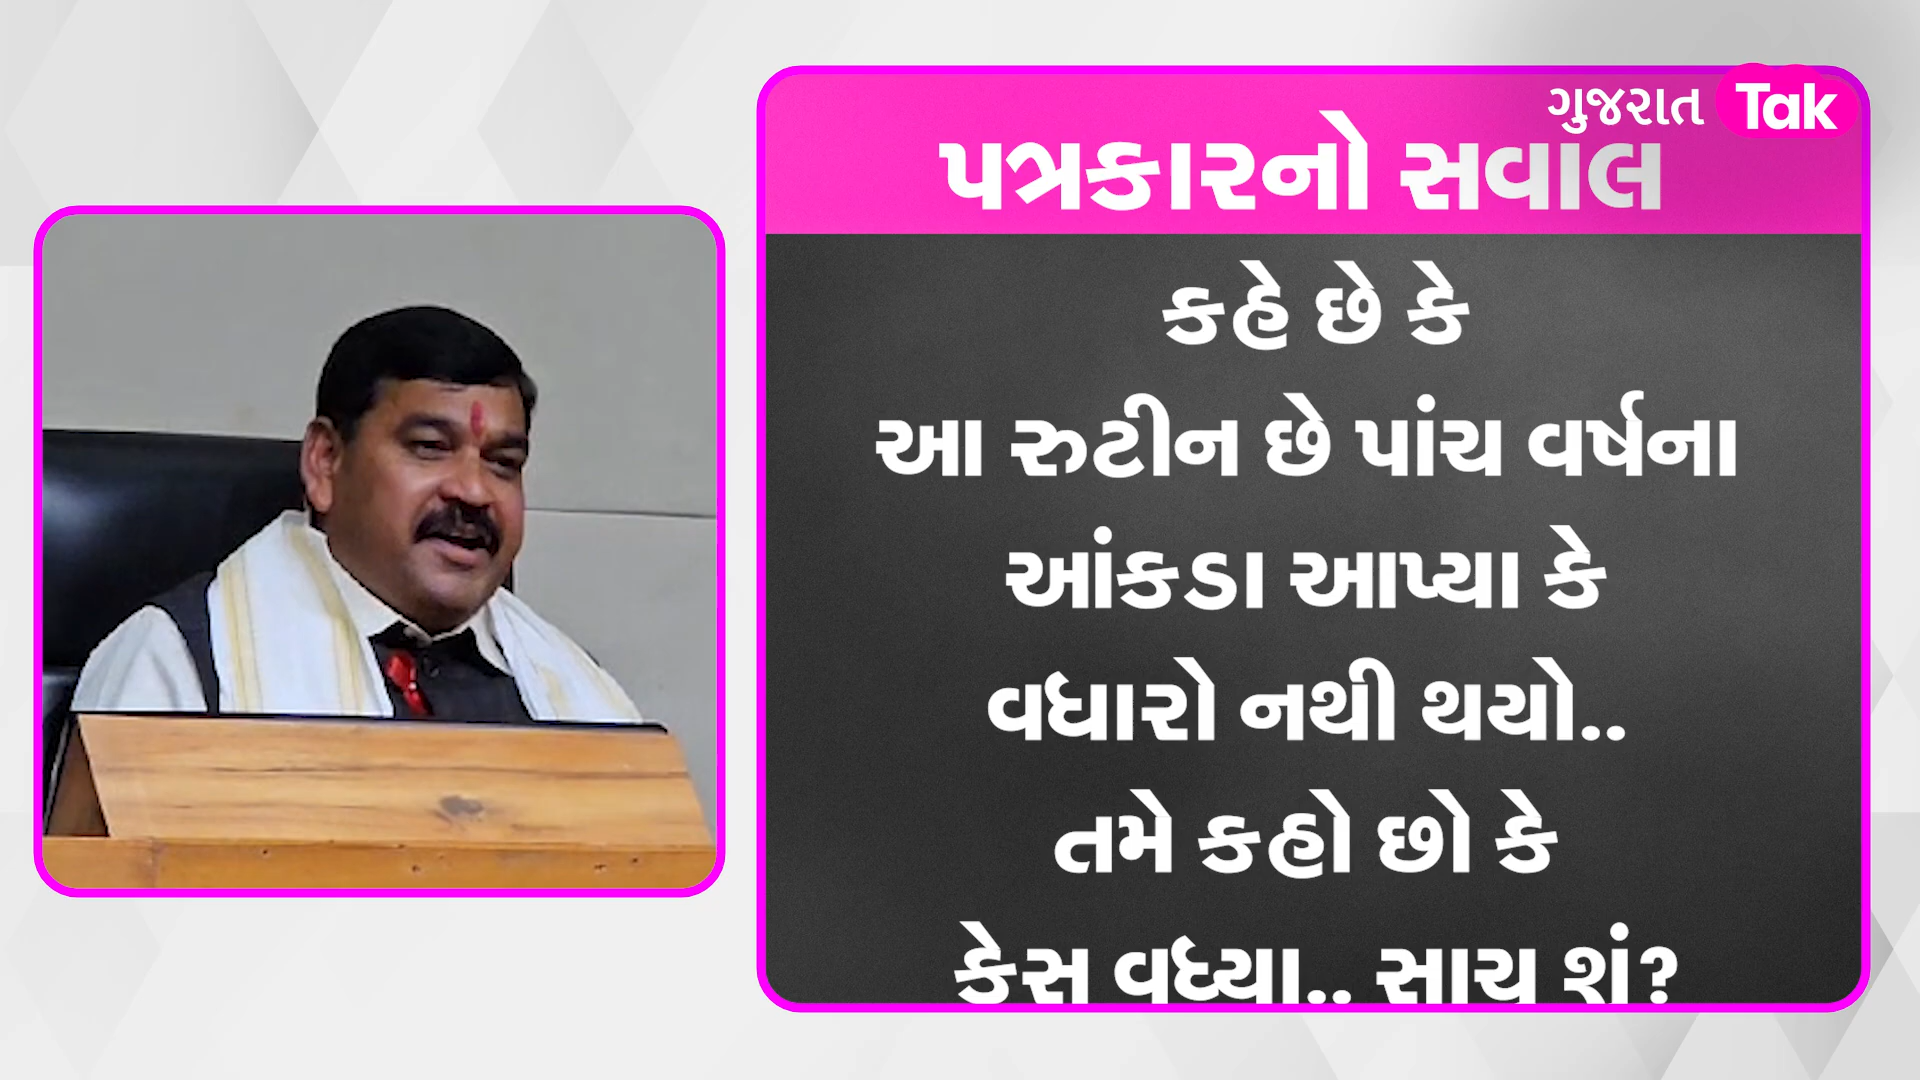 ગુજરાત Tak
પત્રકારનો સવાલ
કહે છે કે
આ રુટીન છે પાંચ વર્ષના
આંકડા આપ્યા કે
વધારો નથી થયો..
તમે કહો છો કે
કેસ વધ્યા.. સાચ શું?